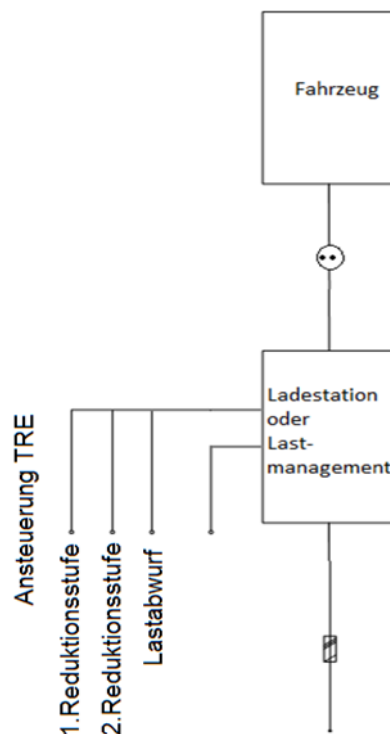 Fahrzeug
Ladestation
oder
Last-
management
Ansteuerung TRE
1.Reduktionsstufe
2.Reduktionsstufe
Lastabwurf